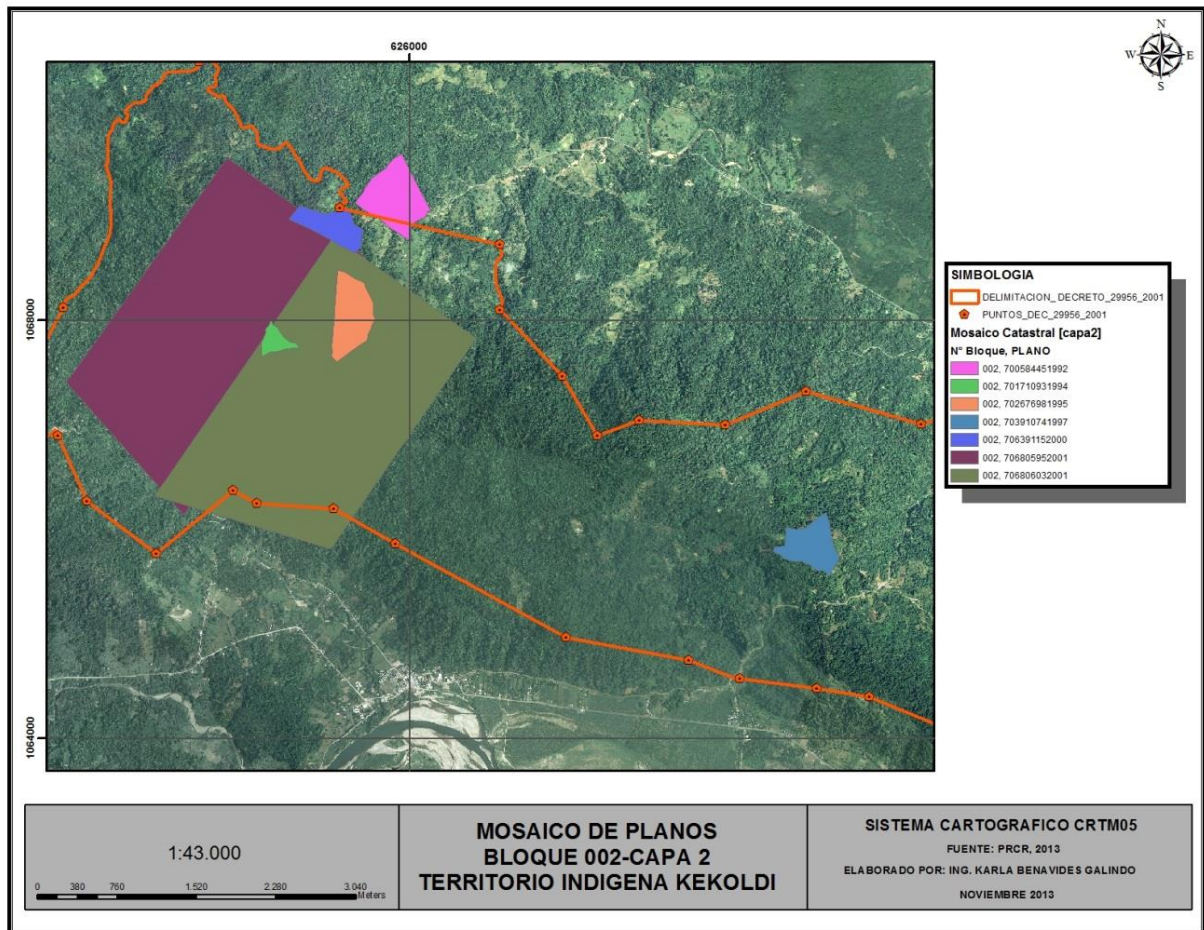 N
W
E
S
626000
1068000
1064000
SIMBOLOGIA
DELIMITACION_ DECRETO_29956_2001
PUNTOS_DEC_29956_2001
Mosaico Catastral [capa2]
N° Bloque, PLANO
002, 700584451992
002, 701710931994
002, 702676981995
002, 703910741997
002, 706391152000
002, 706805952001
002, 706806032001
1:43.000
0 380 760 1.520 2.280 3.040
Meters
MOSAICO DE PLANOS
BLOQUE 002-CAPA 2
TERRITORIO INDIGENA KEKOLDI
SISTEMA CARTOGRAFICO CRTM05
FUENTE: PRCR, 2013
ELABORADO POR: ING. KARLA BENAVIDES GALINDO
NOVIEMBRE 2013